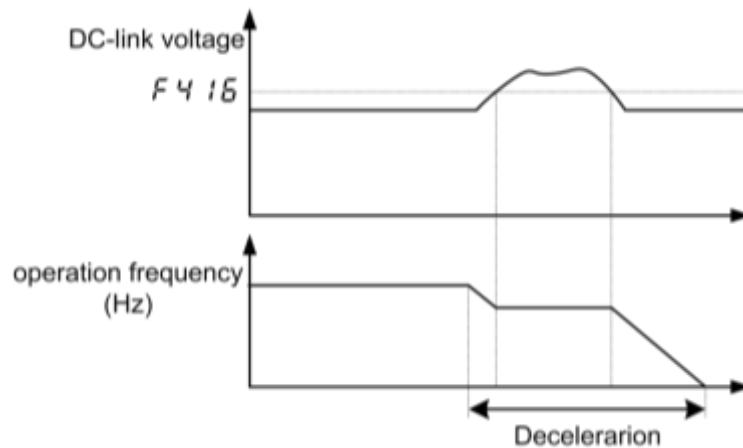 DC-link voltage
F416
operation frequency
(Hz)
Decelerarion